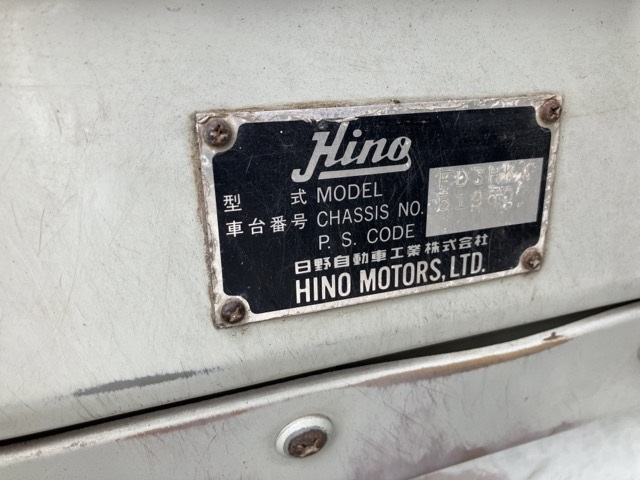 Hino
型 式 MODEL
車台番号 CHASSIS NO.
P. S. CODE
日野自動車工業株式会社
HINO MOTORS, LTD.